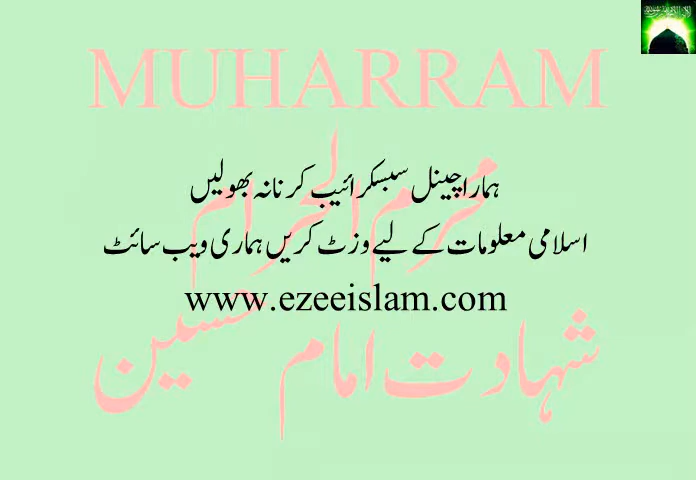 MUHARRAM
محرم الحرام
ہمارا چینل سبسکرائیب کرنا نہ بھولیں
اسلامی معلومات کے لیے وزٹ کریں ہماری ویب سائٹ
www.ezeeislam.com
شہادت امام حسین